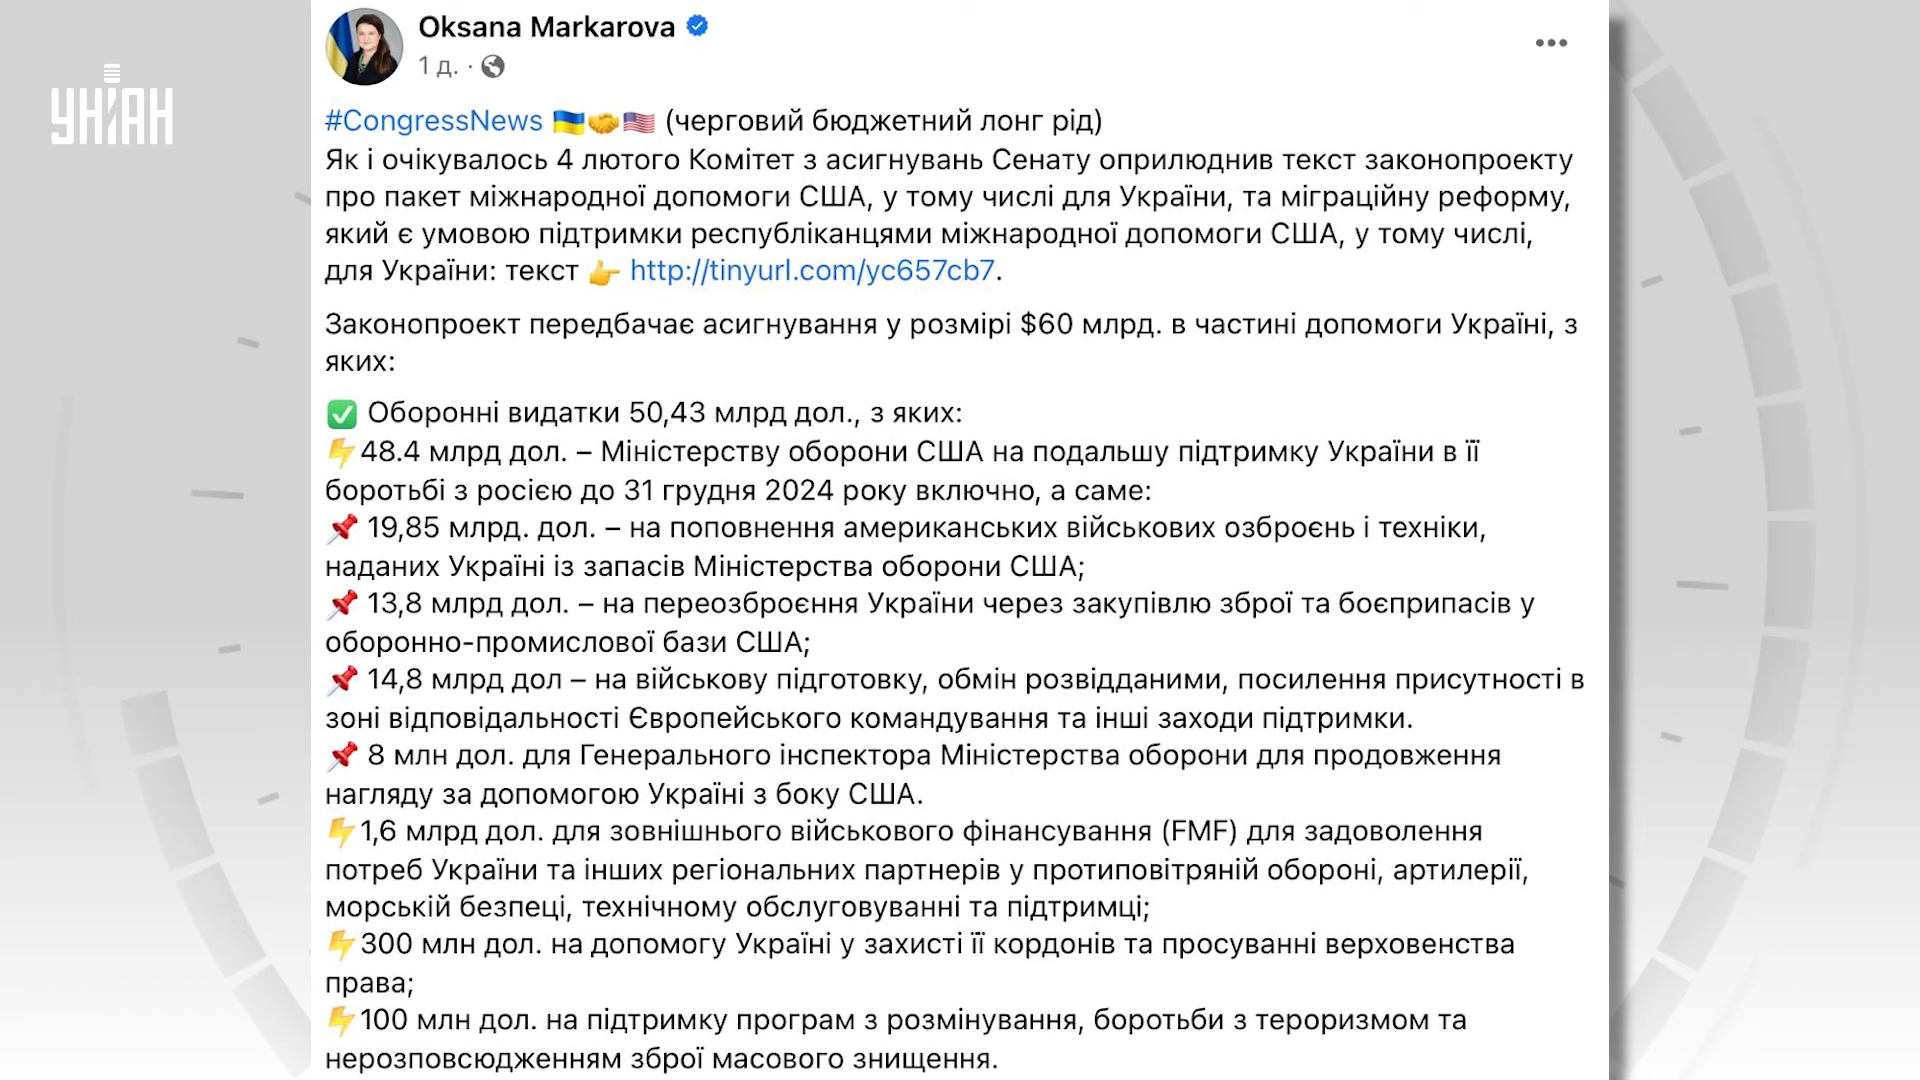 УНІАН
Oksana Markarova
1 д. ·
#CongressNews 🇺🇦🤝🇺🇸 (черговий бюджетний лонг рід)
Як і очікувалось 4 лютого Комітет з асигнувань Сенату оприлюднив текст законопроекту
про пакет міжнародної допомоги США, у тому числі для України, та міграційну реформу,
який є умовою підтримки республіканцями міжнародної допомоги США, у тому числі,
для України: текст 👉 http://tinyurl.com/yc657cb7.
Законопроект передбачає асигнування у розмірі $60 млрд. в частині допомоги Україні, з
яких:
✅ Оборонні видатки 50,43 млрд дол., з яких:
⚡48.4 млрд дол. – Міністерству оборони США на подальшу підтримку України в її
боротьбі з росією до 31 грудня 2024 року включно, а саме:
📌 19,85 млрд. дол. – на поповнення американських військових озброєнь і техніки,
наданих Україні із запасів Міністерства оборони США;
📌 13,8 млрд дол. – на переозброєння України через закупівлю зброї та боєприпасів у
оборонно-промислової бази США;
📌 14,8 млрд дол – на військову підготовку, обмін розвідданими, посилення присутності в
зоні відповідальності Європейського командування та інші заходи підтримки.
📌 8 млн дол. для Генерального інспектора Міністерства оборони для продовження
нагляду за допомогою Україні з боку США.
⚡1,6 млрд дол. для зовнішнього військового фінансування (FMF) для задоволення
потреб України та інших регіональних партнерів у протиповітряній обороні, артилерії,
морській безпеці, технічному обслуговуванні та підтримці;
⚡300 млн дол. на допомогу Україні у захисті її кордонів та просуванні верховенства
права;
⚡100 млн дол. на підтримку програм з розмінування, боротьби з тероризмом та
нерозповсюдженням зброї масового знищення.